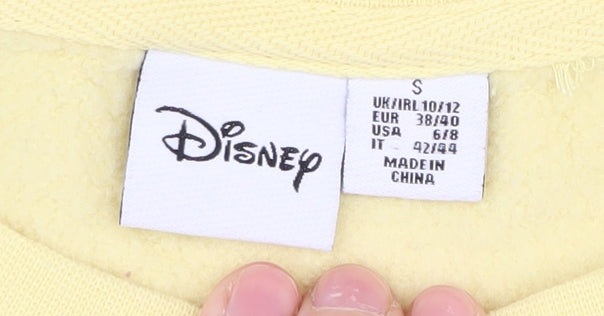 Disney
S
UK/IRL 10/12
EUR 38/40
USA 6/8
IT 42/44
MADE IN
CHINA